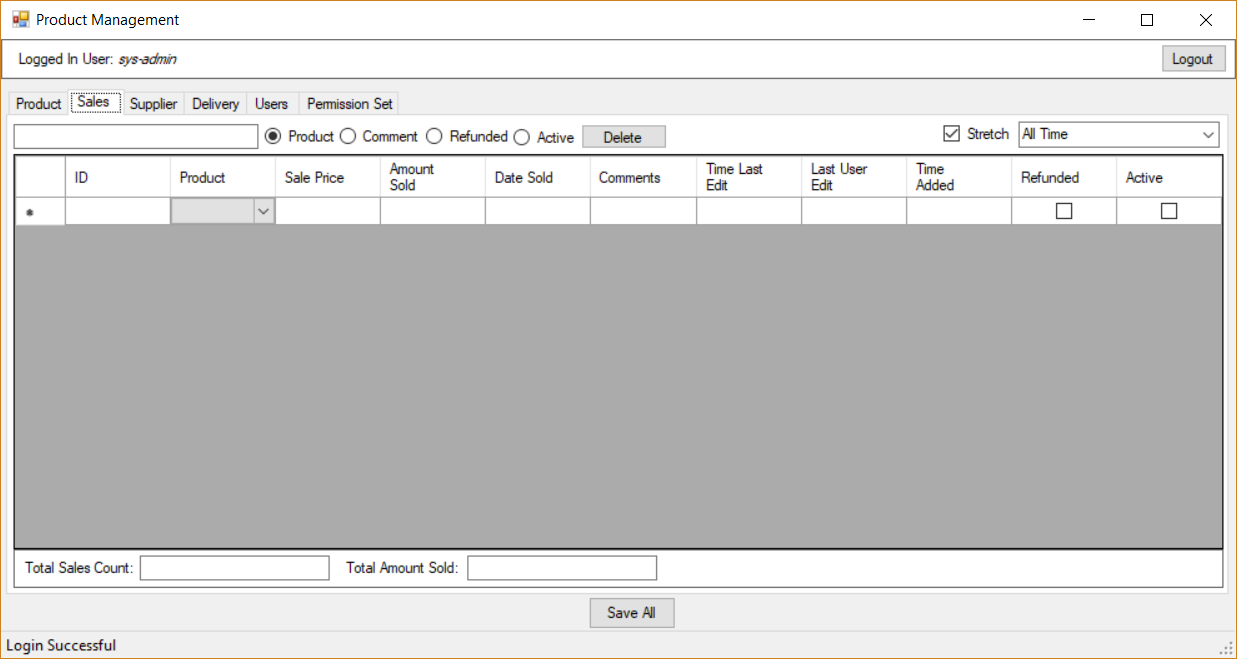 Product Management
Logged In User: sys-admin
Logout
Product Sales Supplier Delivery Users Permission Set
Product Comment Refunded Active Delete Stretch All Time
ID Product Sale Price Amount Sold Date Sold Comments Time Last Edit Last User Edit Time Added Refunded Active
*
Total Sales Count: Total Amount Sold:
Save All
Login Successful